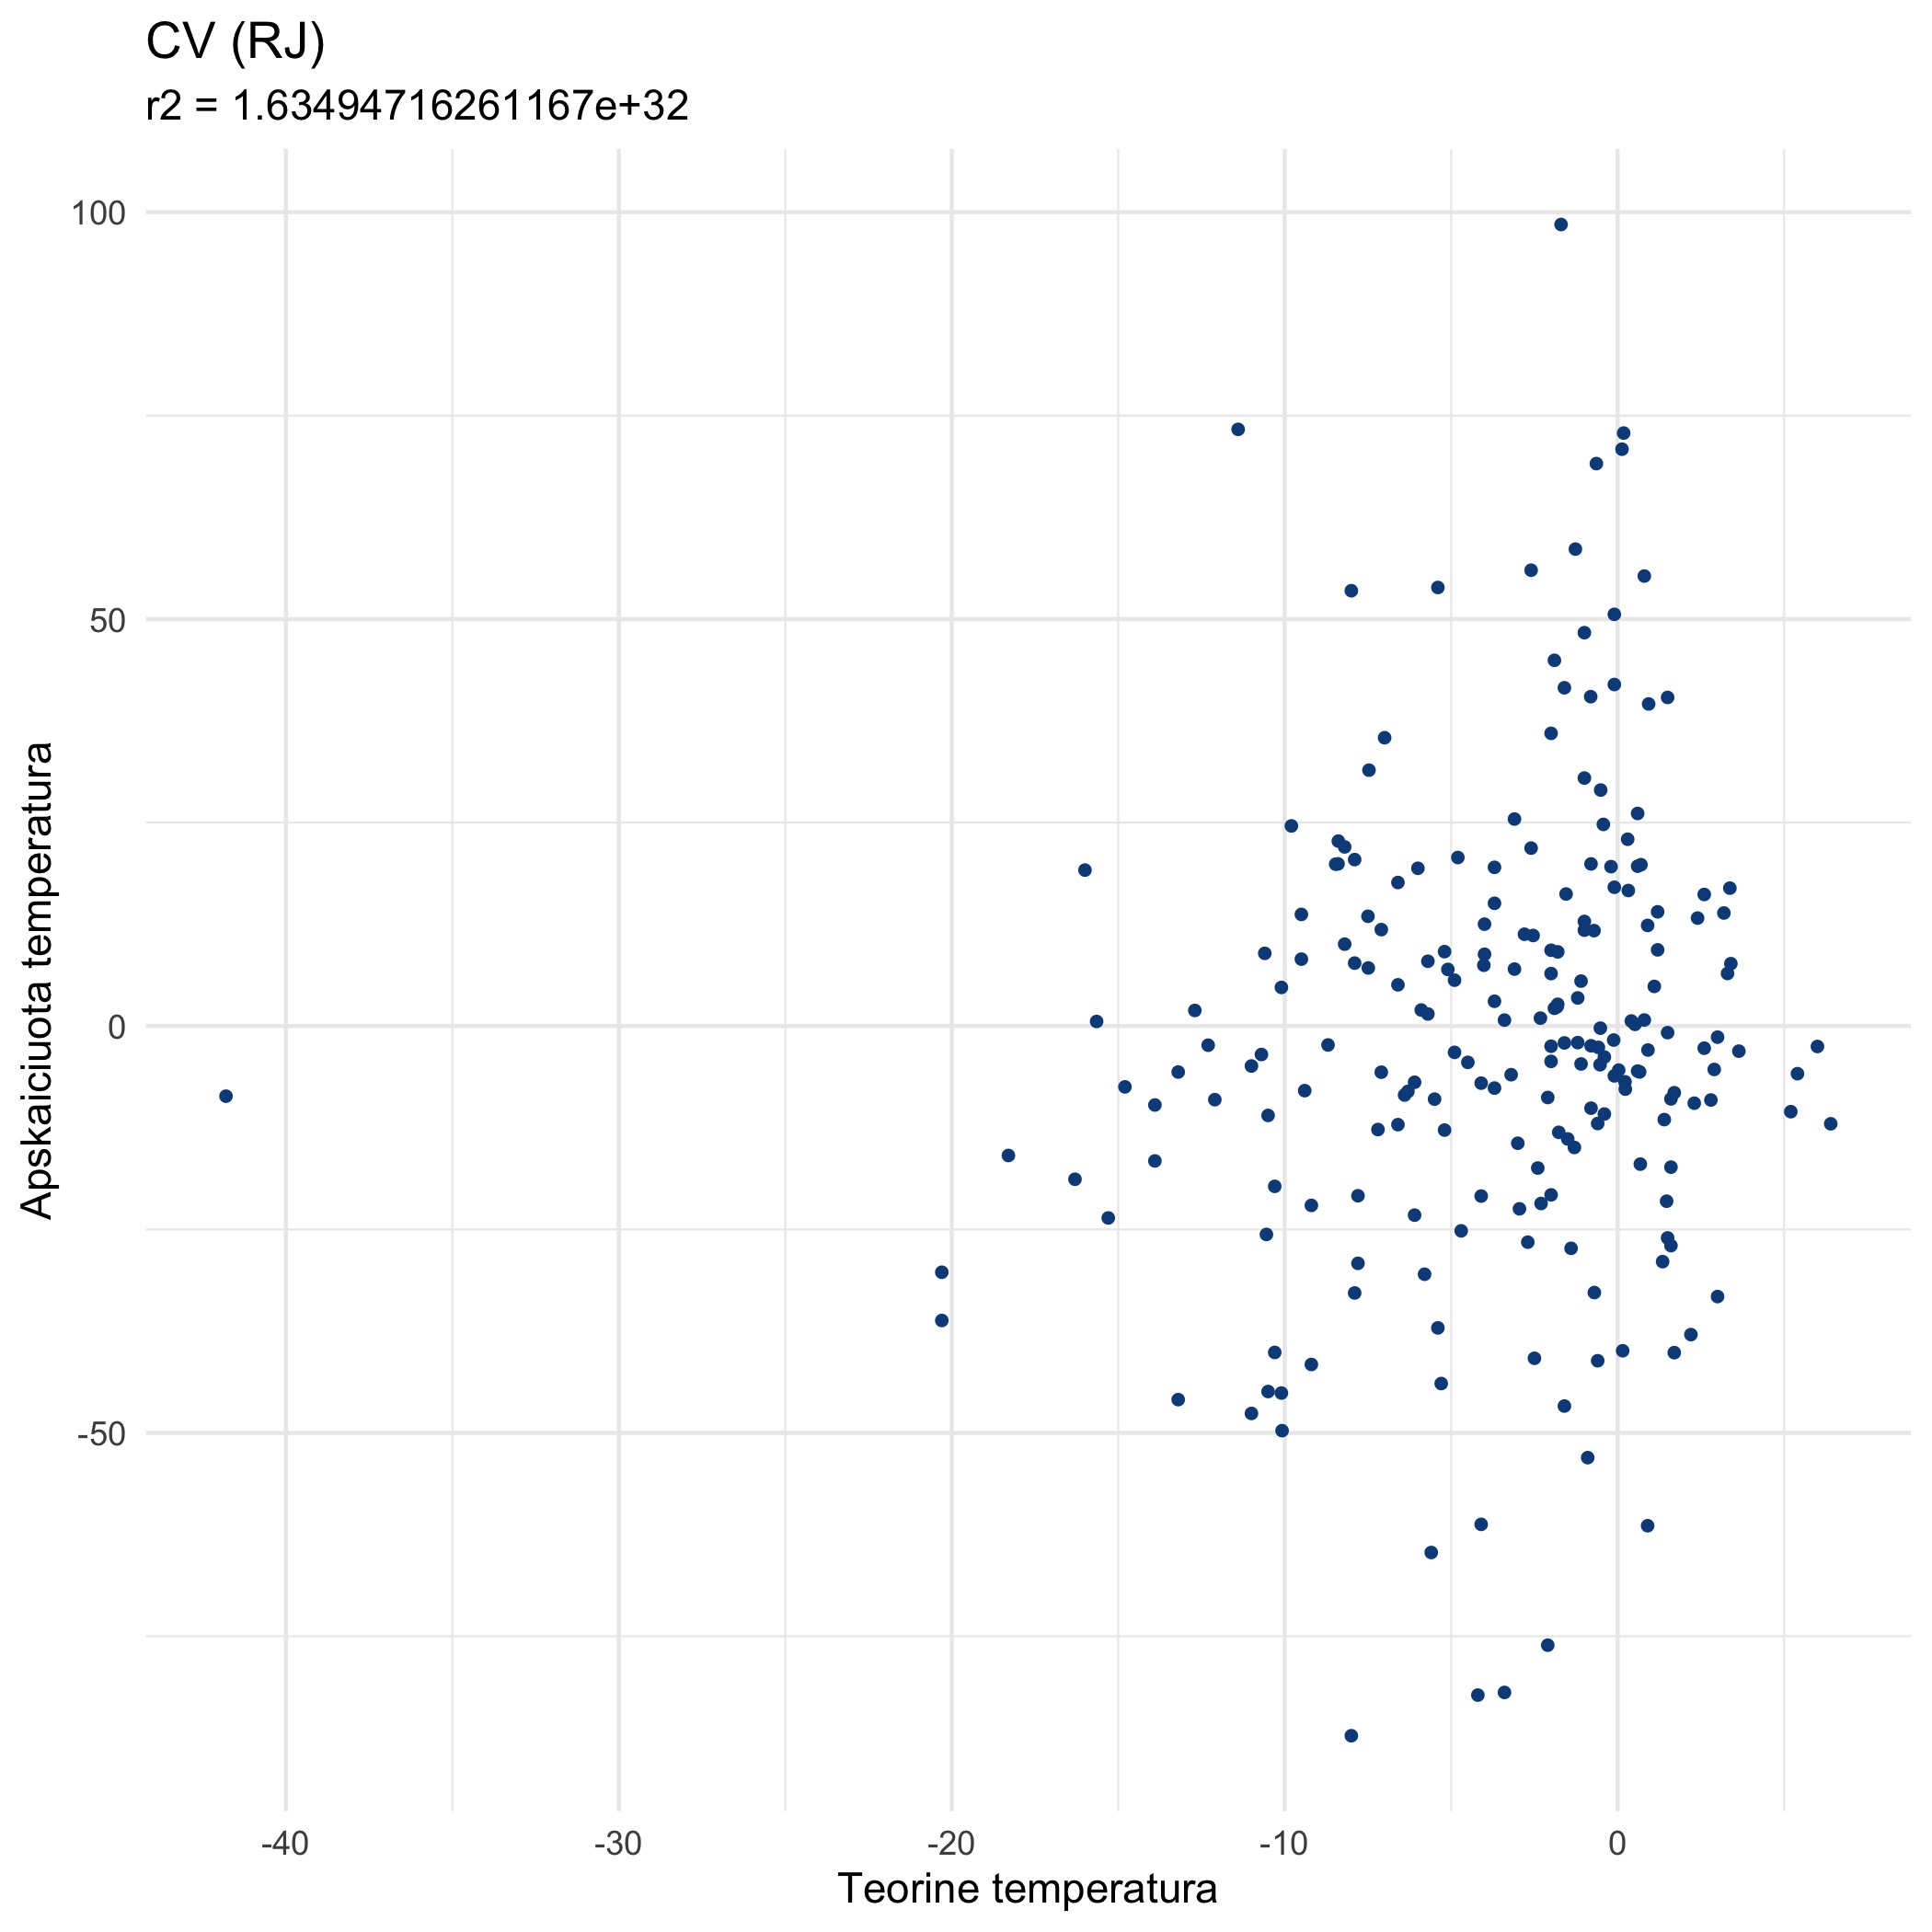 CV (RJ)
r2 = 1.63494716261167e+32
100
50
0
-50
Apskaiciuota temperatura
-40
-30
-20
-10
0
Teorine temperatura